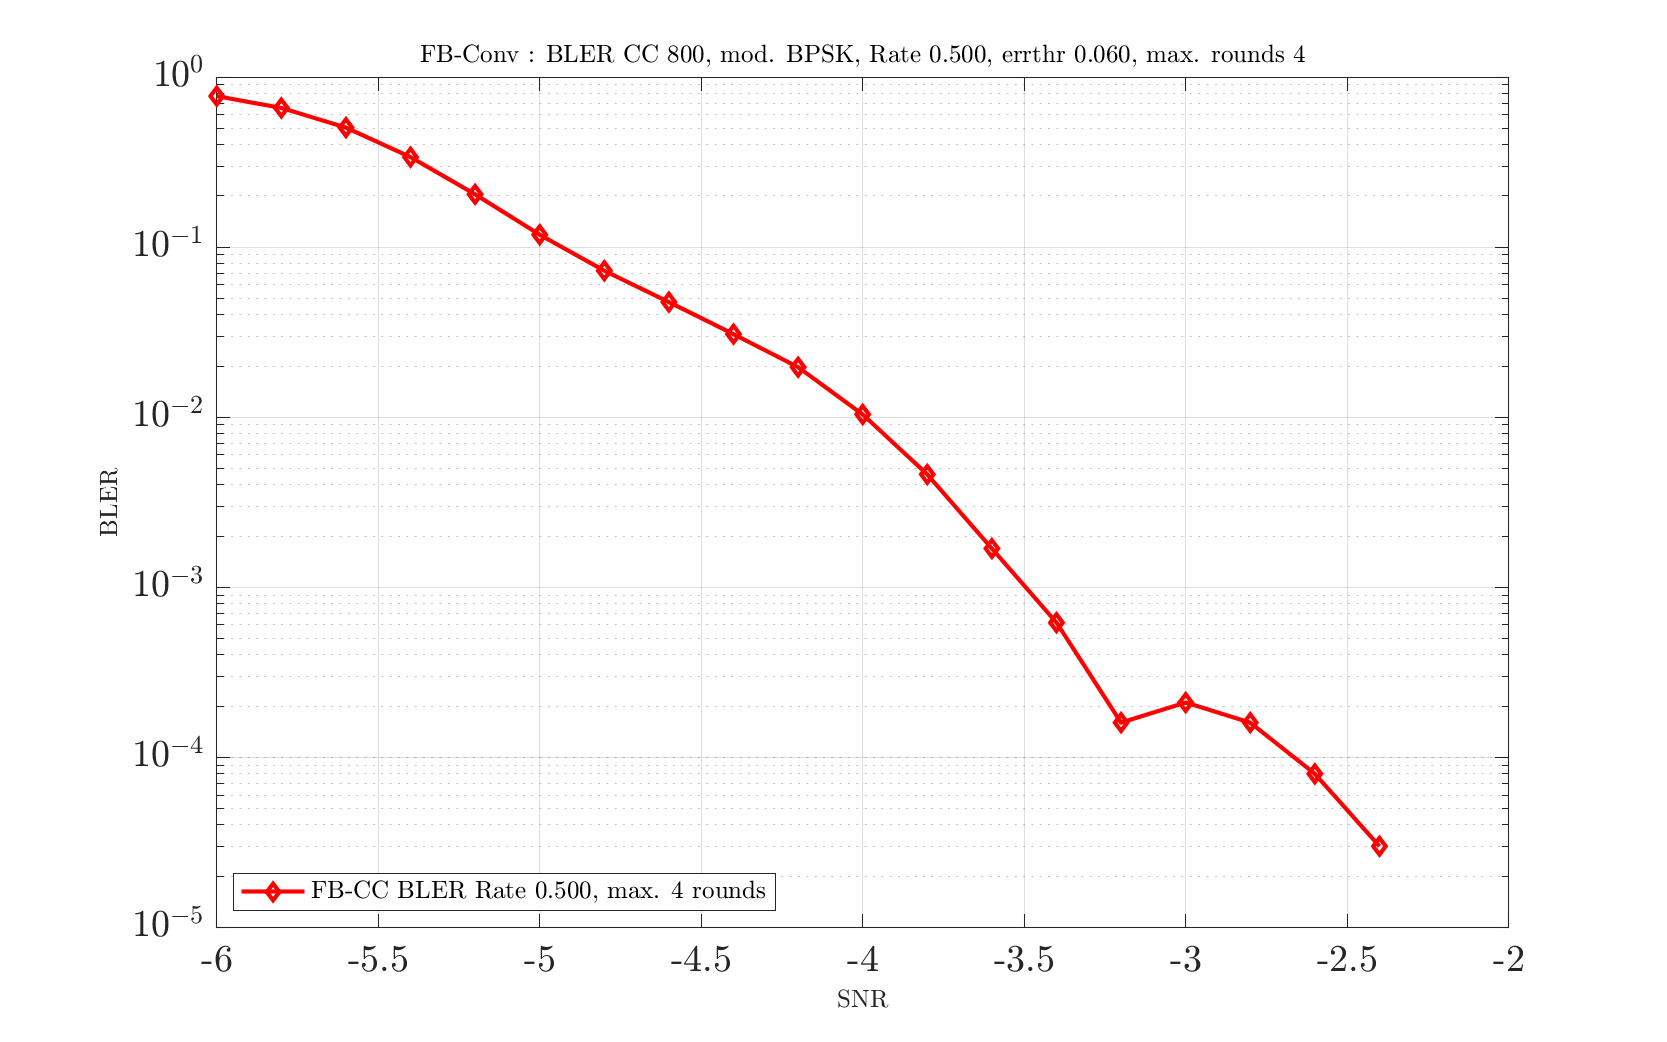 FB-Conv : BLER CC 800, mod. BPSK, Rate 0.500, errthr 0.060, max. rounds 4
10^0
10^{-1}
10^{-2}
10^{-3}
10^{-4}
10^{-5}
BLER
FB-CC BLER Rate 0.500, max. 4 rounds
-6 -5.5 -5 -4.5 -4 -3.5 -3 -2.5 -2
SNR